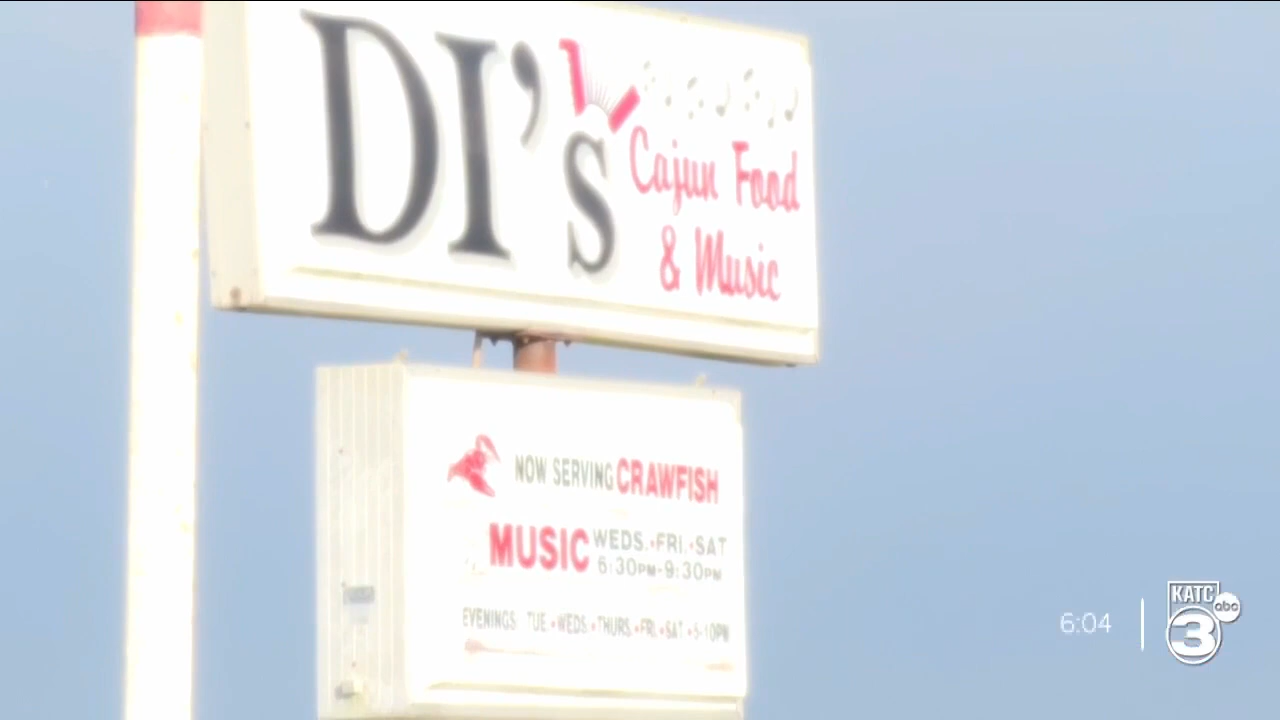 DI's
Cajun Food
& Music
NOW SERVING CRAWFISH
MUSIC WEDS.•FRI.•SAT
6:30PM-9:30PM
EVENINGS TUE.•WEDS.•THURS.•FRI.•SAT•5-10PM
6:04
KATC
abc
3